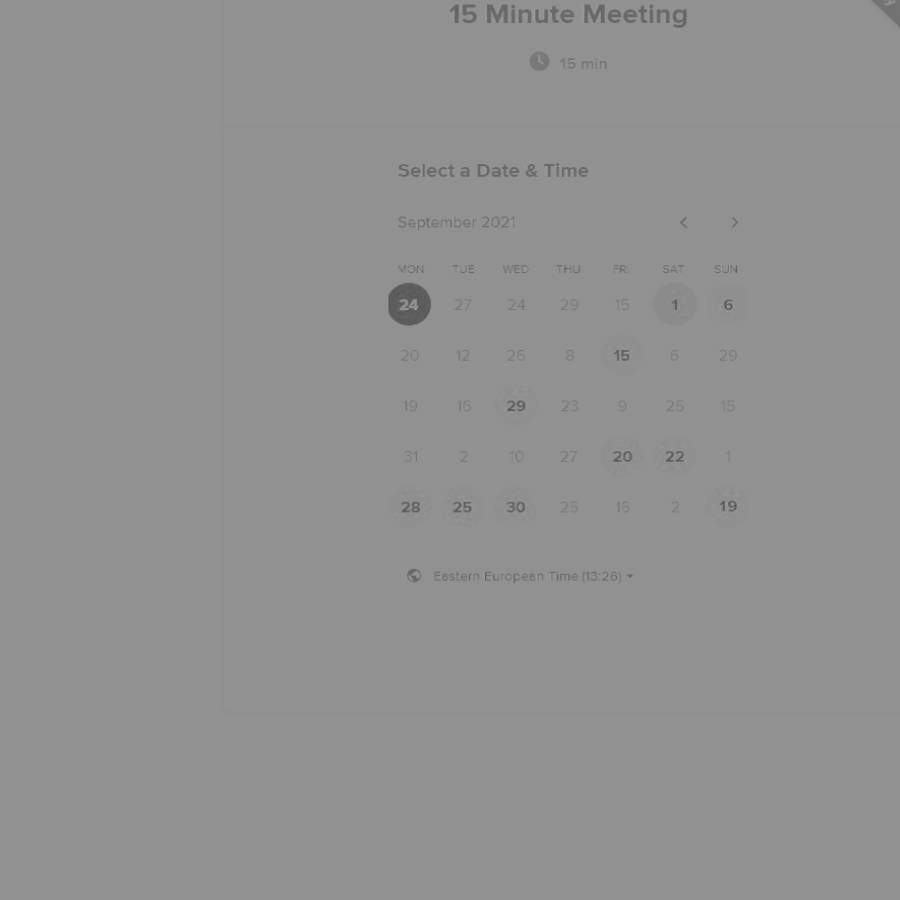 15 Minute Meeting
15 min
Select a Date & Time
September 2021
MON TUE WED THU FRI SAT SUN
24 27 24 29 15 1 6
20 12 26 8 15 6 29
19 16 29 23 9 25 15
31 2 10 27 20 22 1
28 25 30 25 16 2 19
Eastern European Time (13:26)